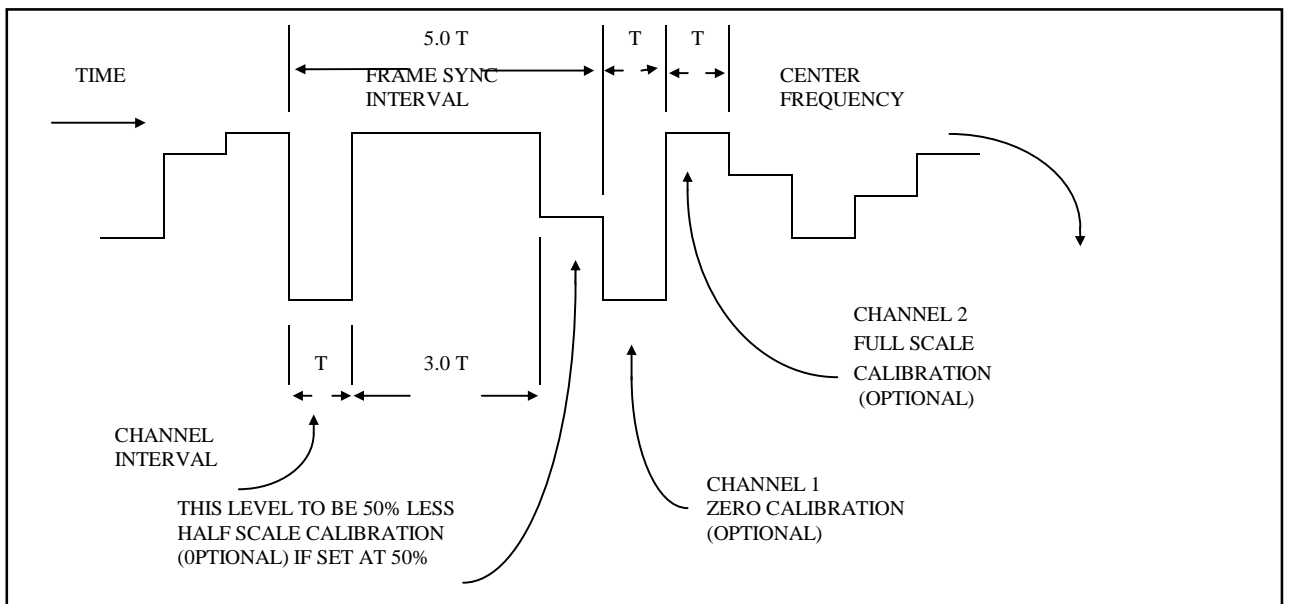 5.0 T
T
T
TIME
FRAME SYNC
INTERVAL
CENTER
FREQUENCY
T
3.0 T
CHANNEL 2
FULL SCALE
CALIBRATION
(OPTIONAL)
CHANNEL
INTERVAL
THIS LEVEL TO BE 50% LESS
HALF SCALE CALIBRATION
(0PTIONAL) IF SET AT 50%
CHANNEL 1
ZERO CALIBRATION
(OPTIONAL)